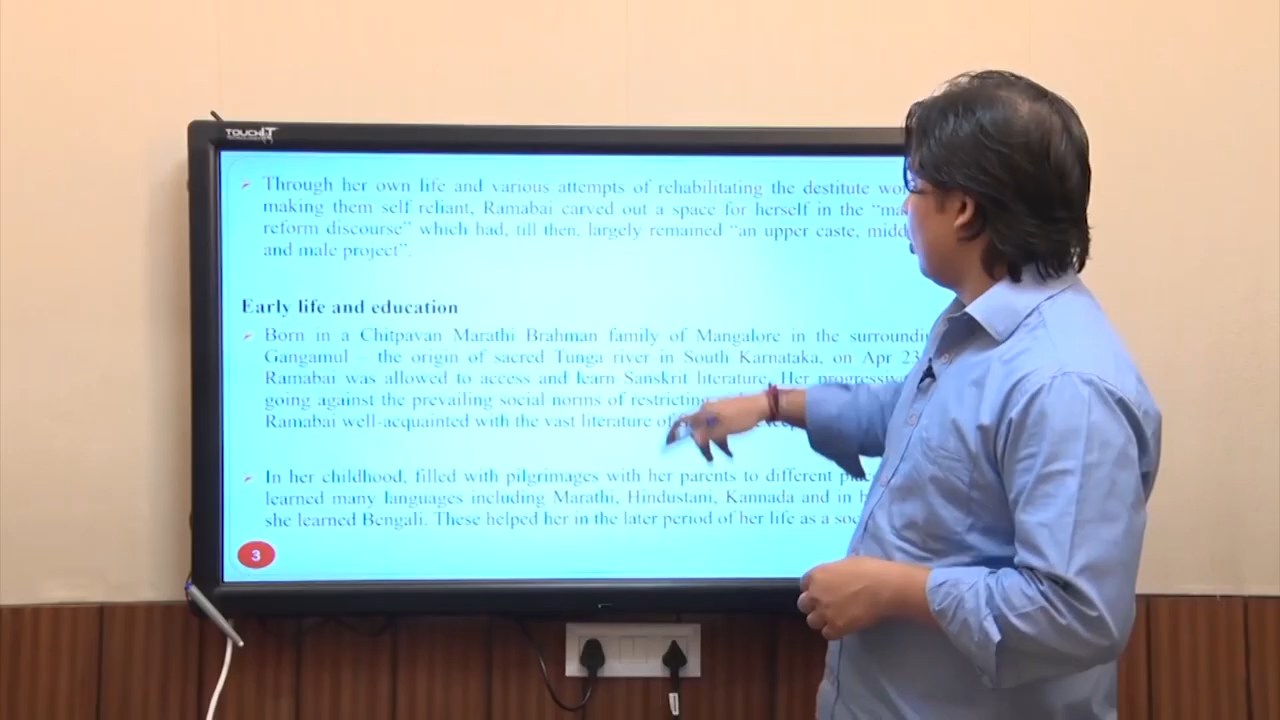 TOUCHIT
Through her own life and various attempts of rehabilitating the destitute
making them self reliant, Ramabai carved out a space for herself in the
reform discourse” which had, till then, largely remained “an upper caste,
and male project”.
Early life and education
Born in a Chitpavan Marathi Brahman family of Mangalore in the
Gangamul – the origin of sacred Tunga river in South Karnataka, on Apr 23
Ramabai was allowed to access and learn Sanskrit literature. Her
going against the prevailing social norms of restricting
Ramabai well-acquainted with the vast literature of
In her childhood, filled with pilgrimages with her parents to different
learned many languages including Marathi, Hindustani, Kannada and in
she learned Bengali. These helped her in the later period of her life as a
3